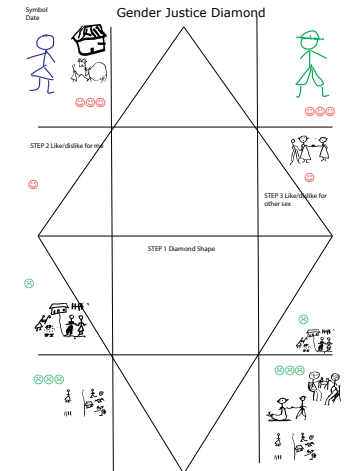 Symbol
Date
Gender Justice Diamond
STEP 2 Like/dislike for me
STEP 3 Like/dislike for
other sex
STEP 1 Diamond Shape